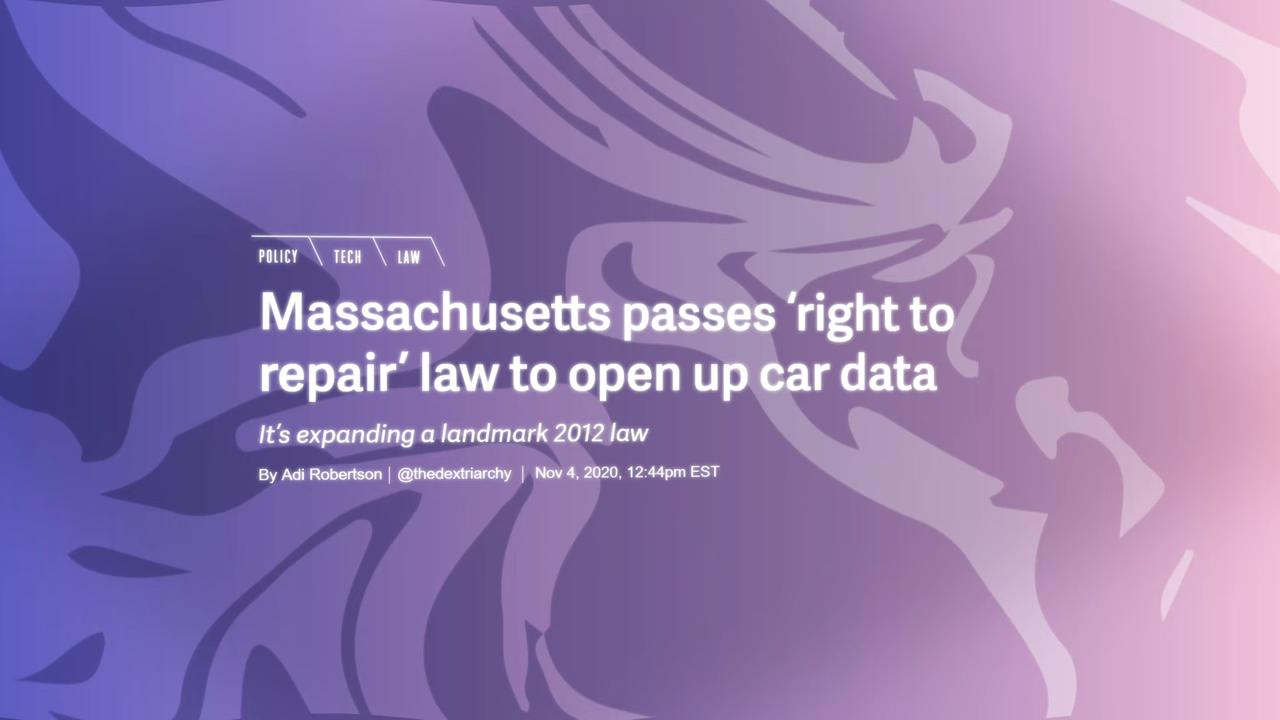 POLICY TECH LAW
Massachusetts passes ‘right to
repair’ law to open up car data
It’s expanding a landmark 2012 law
By Adi Robertson | @thedextriarchy | Nov 4, 2020, 12:44pm EST